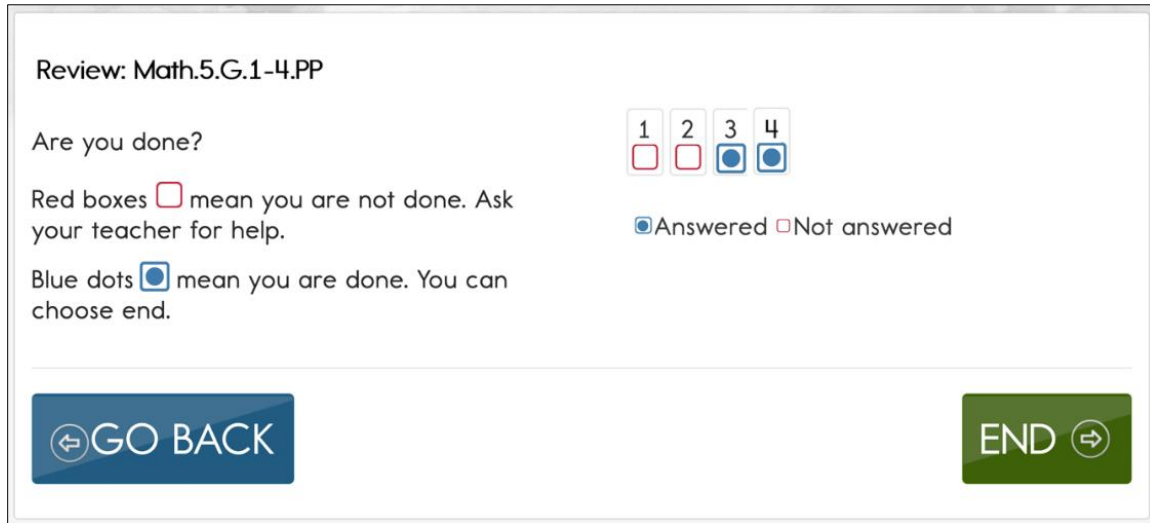 Review: Math.5.G.1-4.PP
Are you done?
Red boxes mean you are not done. Ask
your teacher for help.
Blue dots mean you are done. You can
choose end.
1 2 3 4
Answered Not answered
GO BACK
END